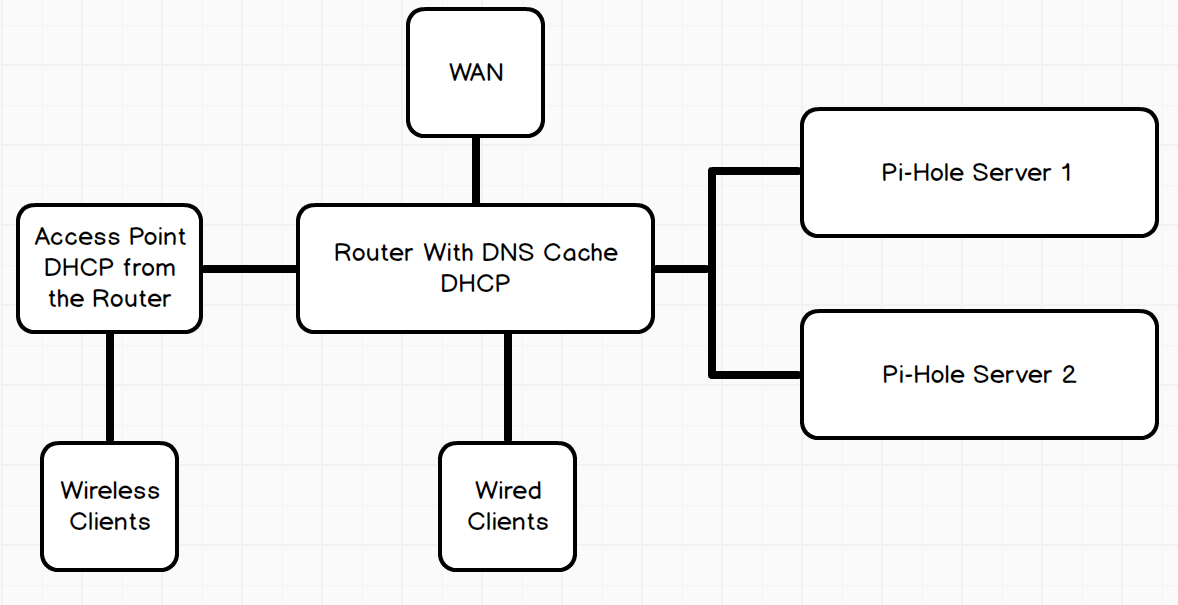 WAN
Pi-Hole Server 1
Access Point
DHCP from
the Router
Router With DNS Cache
DHCP
Pi-Hole Server 2
Wireless
Clients
Wired
Clients